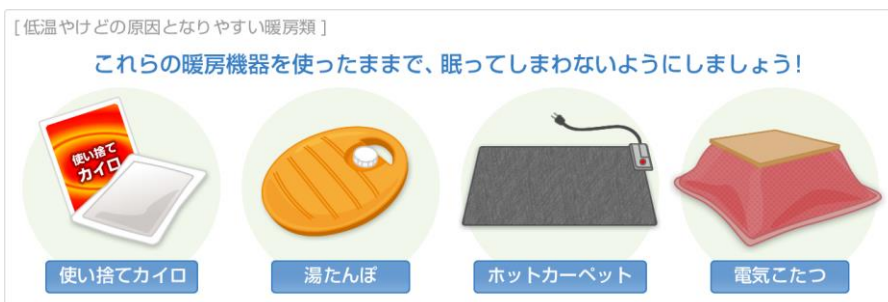 [低温やけどの原因となりやすい暖房類]
これらの暖房機器を使ったままで、眠ってしまわないようにしましょう!
使い捨て
カイロ
使い捨てカイロ
湯たんぽ
ホットカーペット
電気こたつ